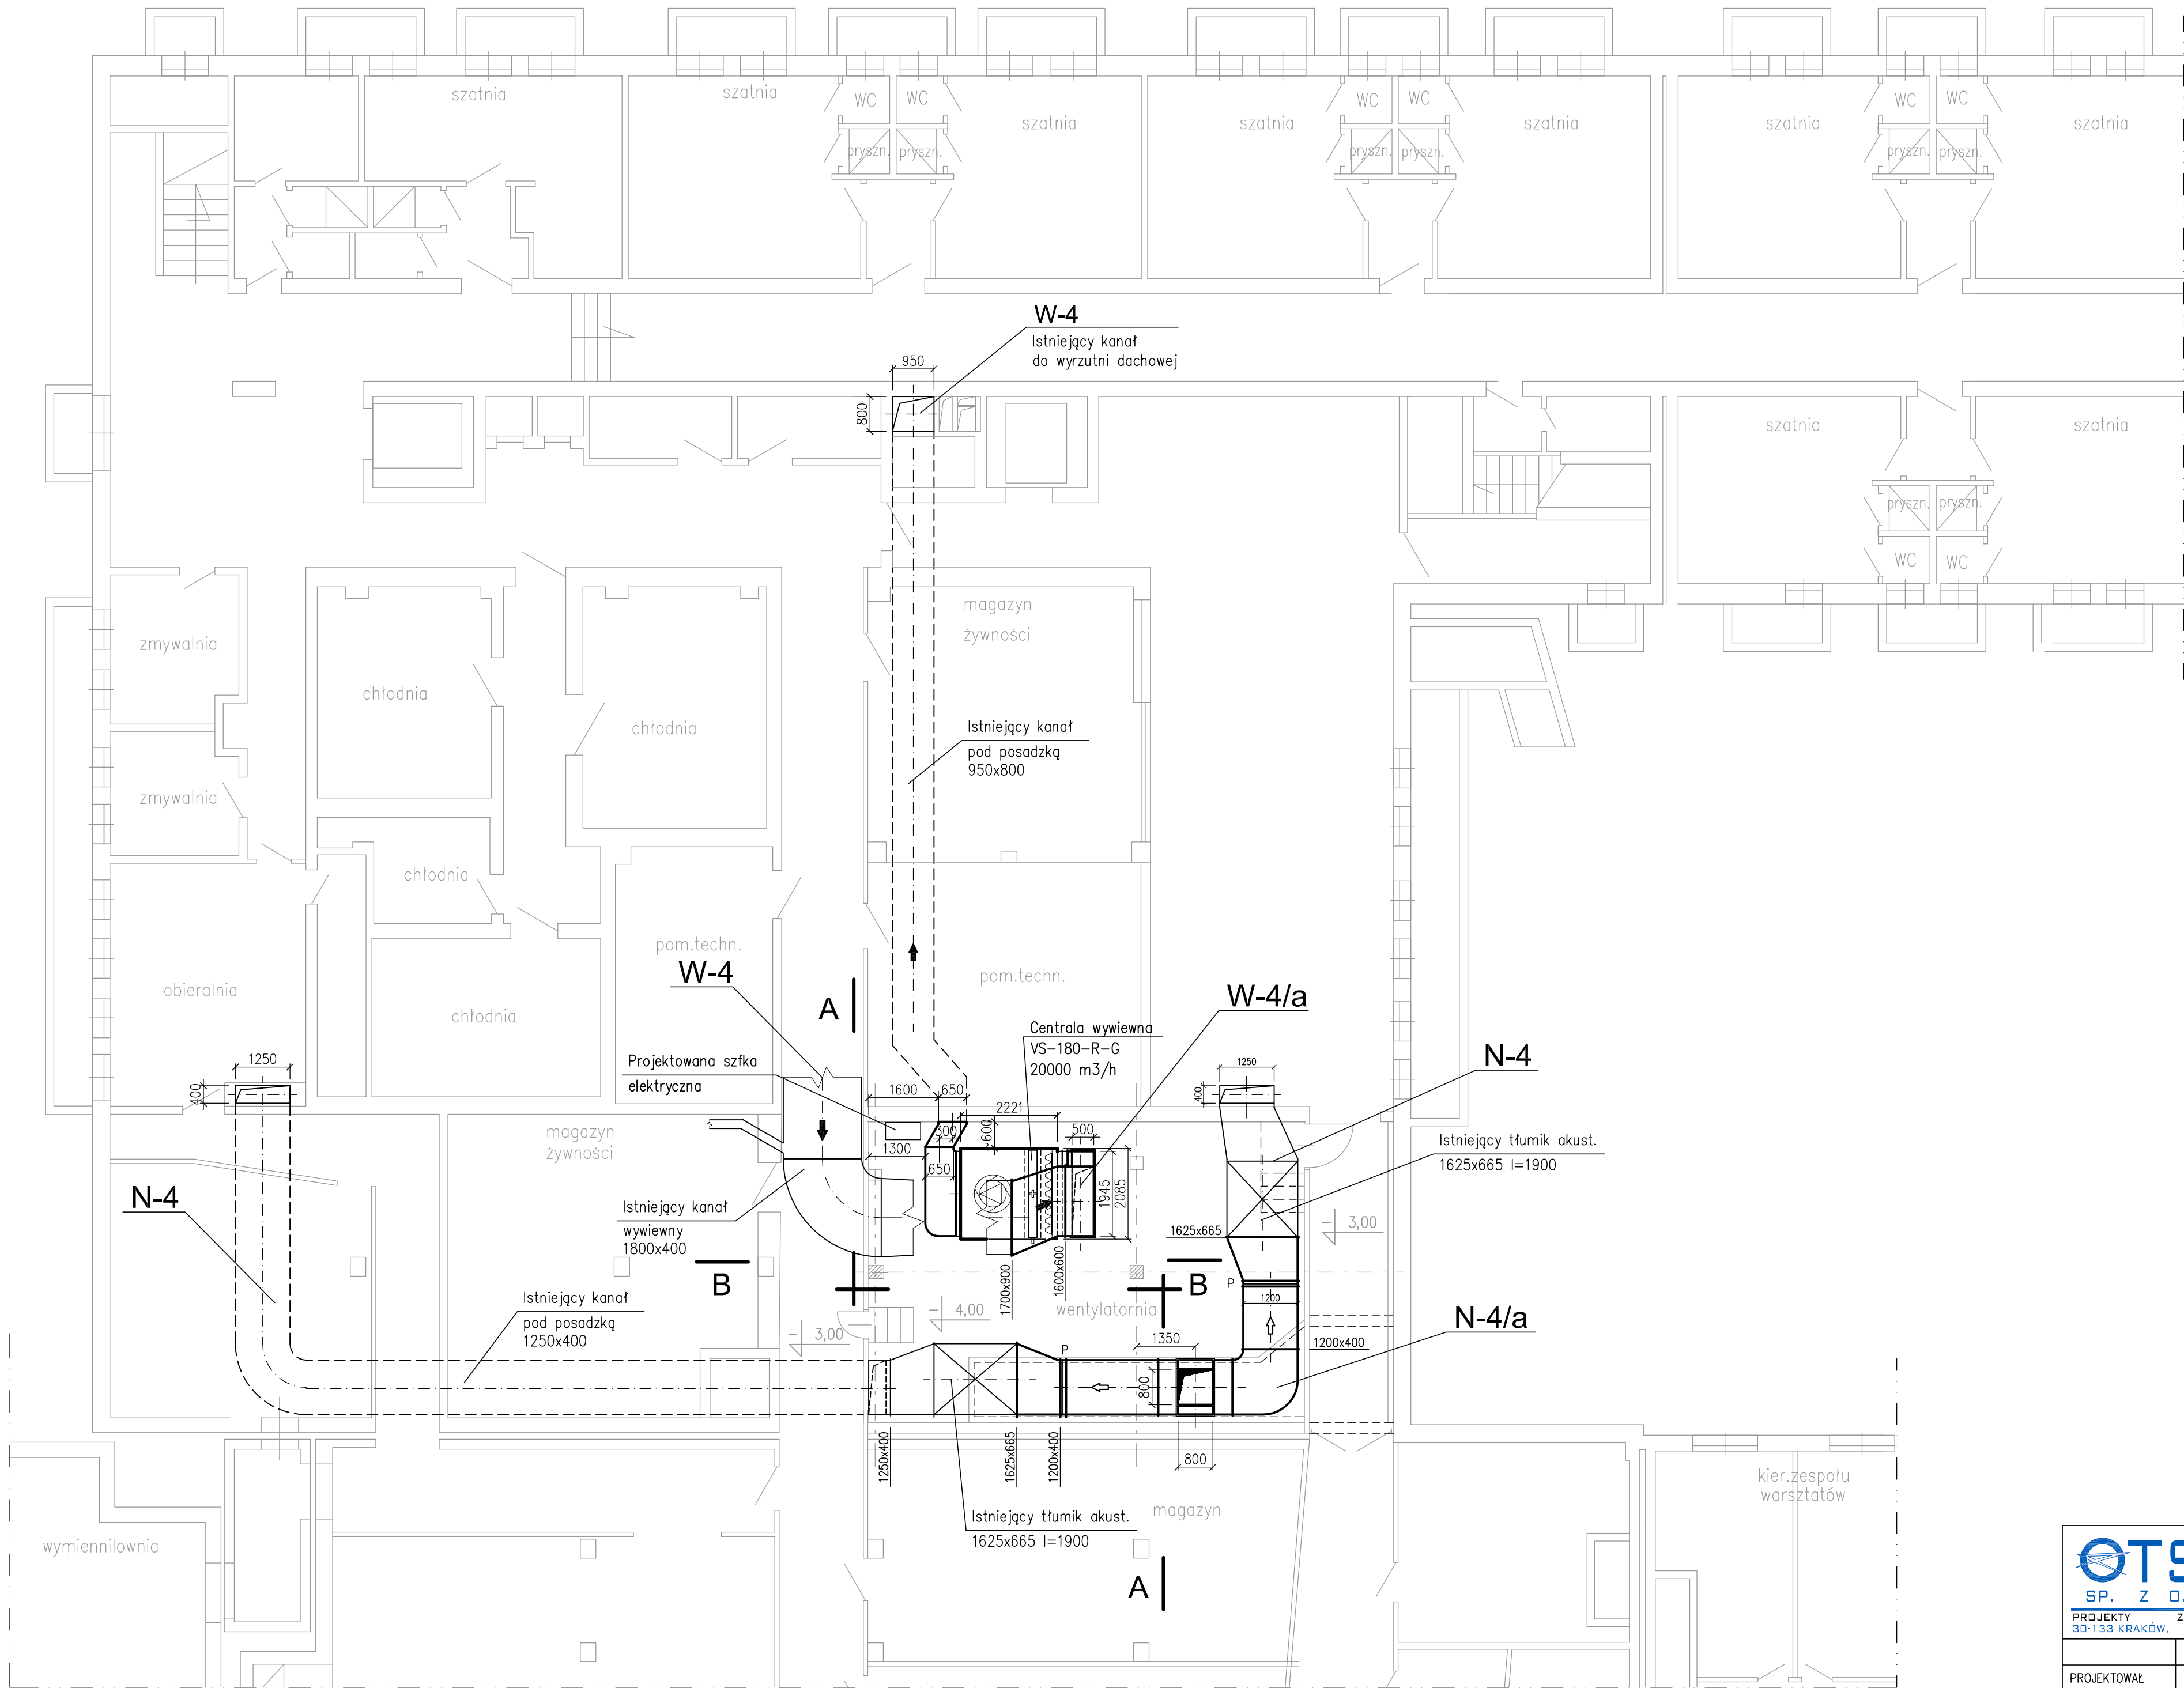 szatnia
szatnia
WC
WC
szatnia
szatnia
WC
WC
szatnia
szatnia
WC
WC
szatnia
pryszn.
pryszn.
pryszn.
pryszn.
pryszn.
pryszn.
W-4
Istniejący kanał
do wyrzutni dachowej
950
800
szatnia
szatnia
pryszn.
pryszn.
WC
WC
magazyn
żywności
zmywalnia
chłodnia
chłodnia
Istniejący kanał
pod posadzką
950x800
zmywalnia
chłodnia
pom.techn.
W-4
pom.techn.
obieralnia
chłodnia
A
W-4/a
Centrala wywiewna
VS-180-R-G
20000 m3/h
N-4
Projektowana szfka
elektryczna
1250
400
1250
400
1600
650
2221
300
600
500
1300
650
1945
2085
magazyn
żywności
Istniejący tłumik akust.
1625x665 l=1900
N-4
Istniejący kanał
wywiewny
1800x400
1625x665
- 3,00
B
B
P
1700x900
1600x600
1200
Istniejący kanał
pod posadzką
1250x400
- 4,00
wentylatornia
N-4/a
- 3,00
1350
P
1200x400
800
1250x400
1625x665
1200x400
800
Istniejący tłumik akust.
1625x665 l=1900
magazyn
kier.zespołu
warsztatów
wymiennilownia
A
OTS
SP. Z O.
PROJEKTY Z
30-133 KRAKÓW,
PROJEKTOWAŁ